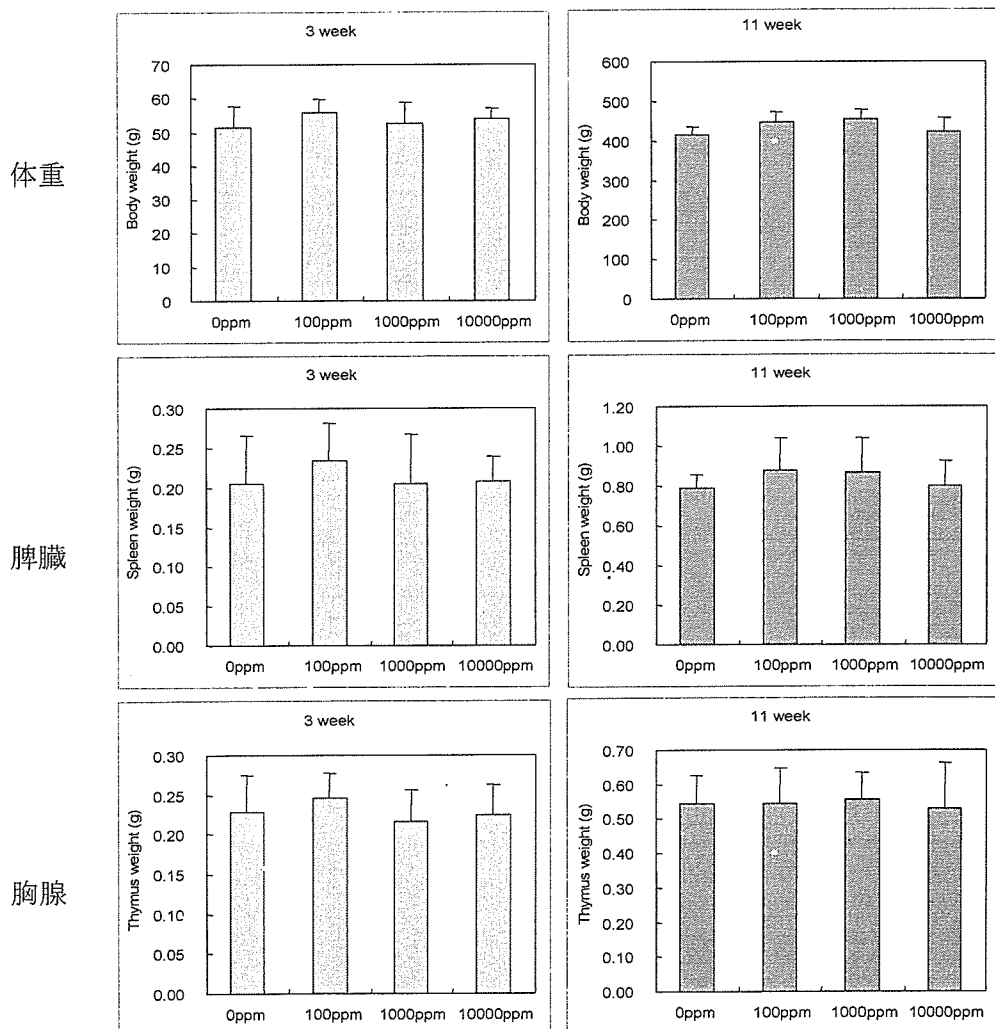 体重
3 week
Body weight (g)
70
60
50
40
30
20
10
0
0ppm 100ppm 1000ppm 10000ppm
11 week
Body weight (g)
600
500
400
300
200
100
0
0ppm 100ppm 1000ppm 10000ppm
脾臓
3 week
Spleen weight (g)
0.30
0.25
0.20
0.15
0.10
0.05
0.00
0ppm 100ppm 1000ppm 10000ppm
11 week
Spleen weight (g)
1.20
1.00
0.80
0.60
0.40
0.20
0.00
0ppm 100ppm 1000ppm 10000ppm
胸腺
3 week
Thymus weight (g)
0.30
0.25
0.20
0.15
0.10
0.05
0.00
0ppm 100ppm 1000ppm 10000ppm
11 week
Thymus weight (g)
0.70
0.60
0.50
0.40
0.30
0.20
0.10
0.00
0ppm 100ppm 1000ppm 10000ppm